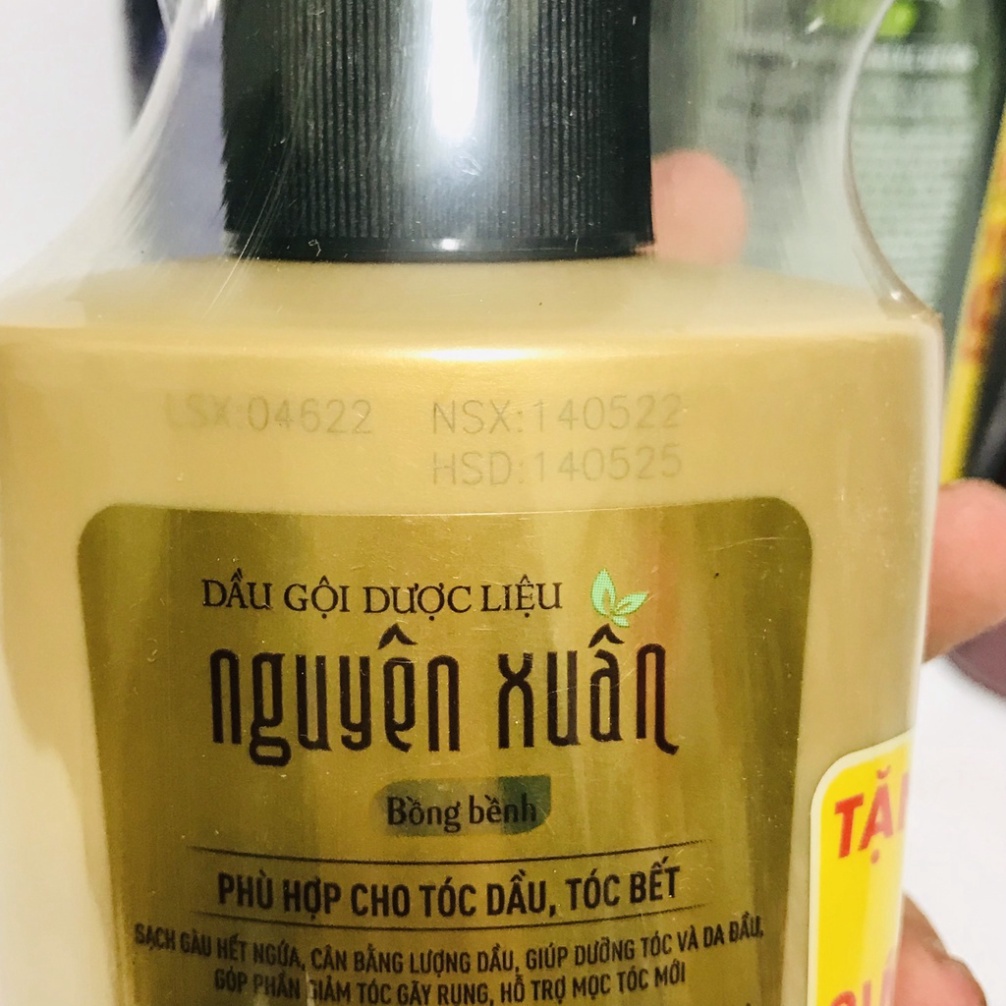 LSX:04622 NSX:140522
HSD:140525
DẦU GỘI DƯỢC LIỆU
nguyên xuân
Bồng bềnh
PHÙ HỢP CHO TÓC DẦU, TÓC BẾT
SẠCH GÀU HẾT NGỨA, CÂN BẰNG LƯỢNG DẦU, GIÚP DƯỠNG TÓC VÀ DA ĐẦU,
GÓP PHẦN GIẢM TÓC GÃY RỤNG, HỖ TRỢ MỌC TÓC MỚI